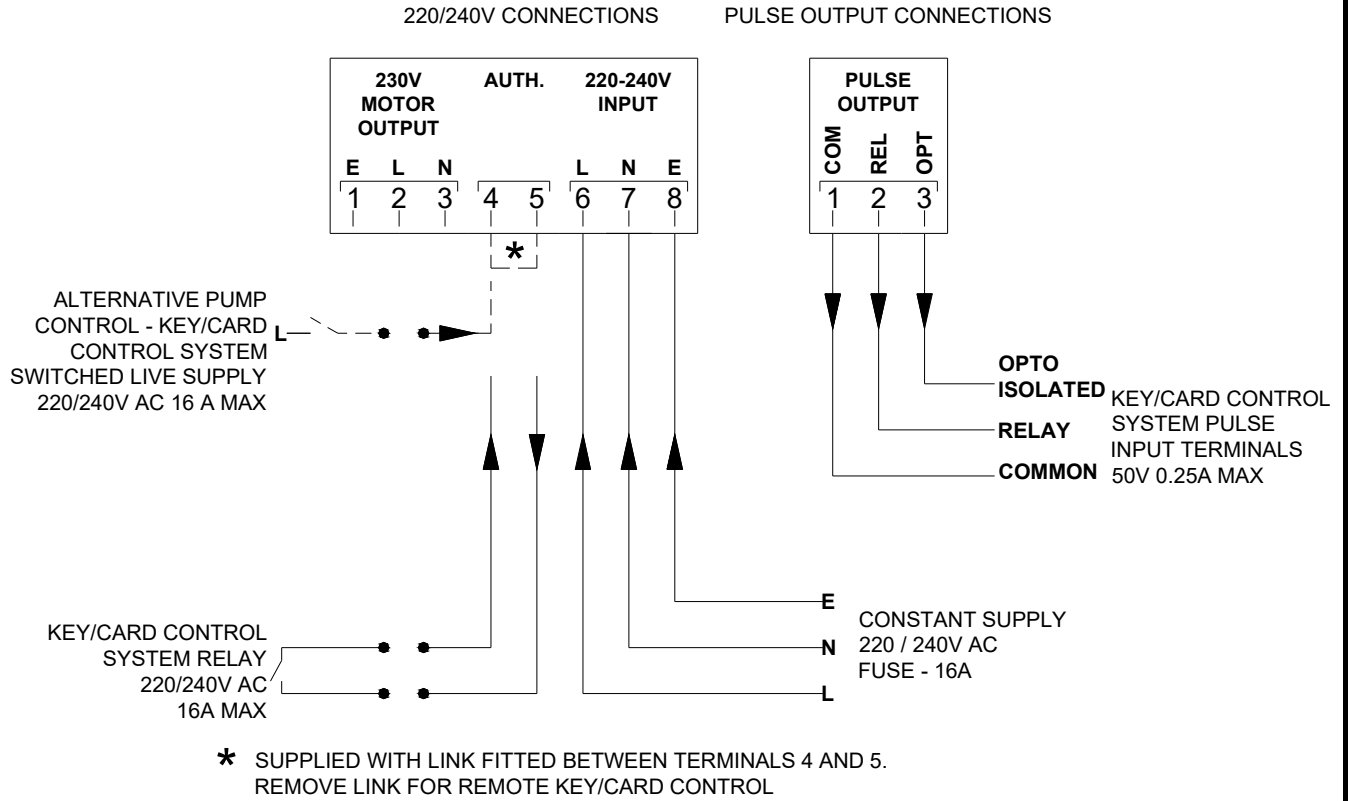 220/240V CONNECTIONS
PULSE OUTPUT CONNECTIONS
230V
MOTOR
OUTPUT
AUTH.
220-240V
INPUT
E L N
L N E
1 2 3 4 5 6 7 8
*
PULSE
OUTPUT
COM
REL
OPT
1 2 3
ALTERNATIVE PUMP
CONTROL - KEY/CARD
CONTROL SYSTEM
SWITCHED LIVE SUPPLY
220/240V AC 16 A MAX
L
OPTO
ISOLATED
RELAY
COMMON
KEY/CARD CONTROL
SYSTEM PULSE
INPUT TERMINALS
50V 0.25A MAX
KEY/CARD CONTROL
SYSTEM RELAY
220/240V AC
16A MAX
E
N
L
CONSTANT SUPPLY
220 / 240V AC
FUSE - 16A
* SUPPLIED WITH LINK FITTED BETWEEN TERMINALS 4 AND 5.
REMOVE LINK FOR REMOTE KEY/CARD CONTROL